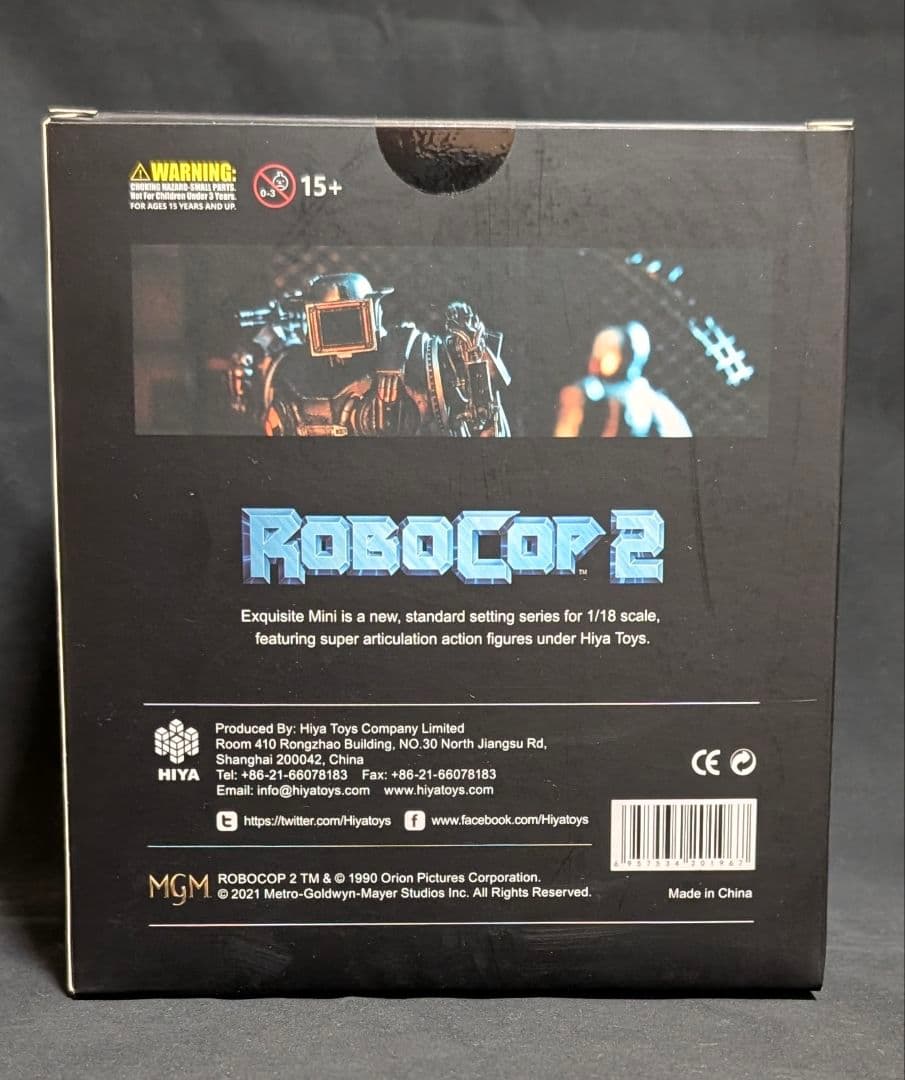 WARNING:
CHOKING HAZARD-SMALL PARTS.
Not For Children Under 3 Years.
FOR AGES 15 YEARS AND UP.
0-3
15+
ROBOCOP 2 TM
Exquisite Mini is a new, standard setting series for 1/18 scale,
featuring super articulation action figures under Hiya Toys.
HIYA
Produced By: Hiya Toys Company Limited
Room 410 Rongzhao Building, NO.30 North Jiangsu Rd,
Shanghai 200042, China
Tel: +86-21-66078183 Fax: +86-21-66078183
Email: info@hiyatoys.com www.hiyatoys.com
https://twitter.com/Hiyatoys www.facebook.com/Hiyatoys
CE
6 957534 201967
MGM
ROBOCOP 2 TM & © 1990 Orion Pictures Corporation.
© 2021 Metro-Goldwyn-Mayer Studios Inc. All Rights Reserved.
Made in China